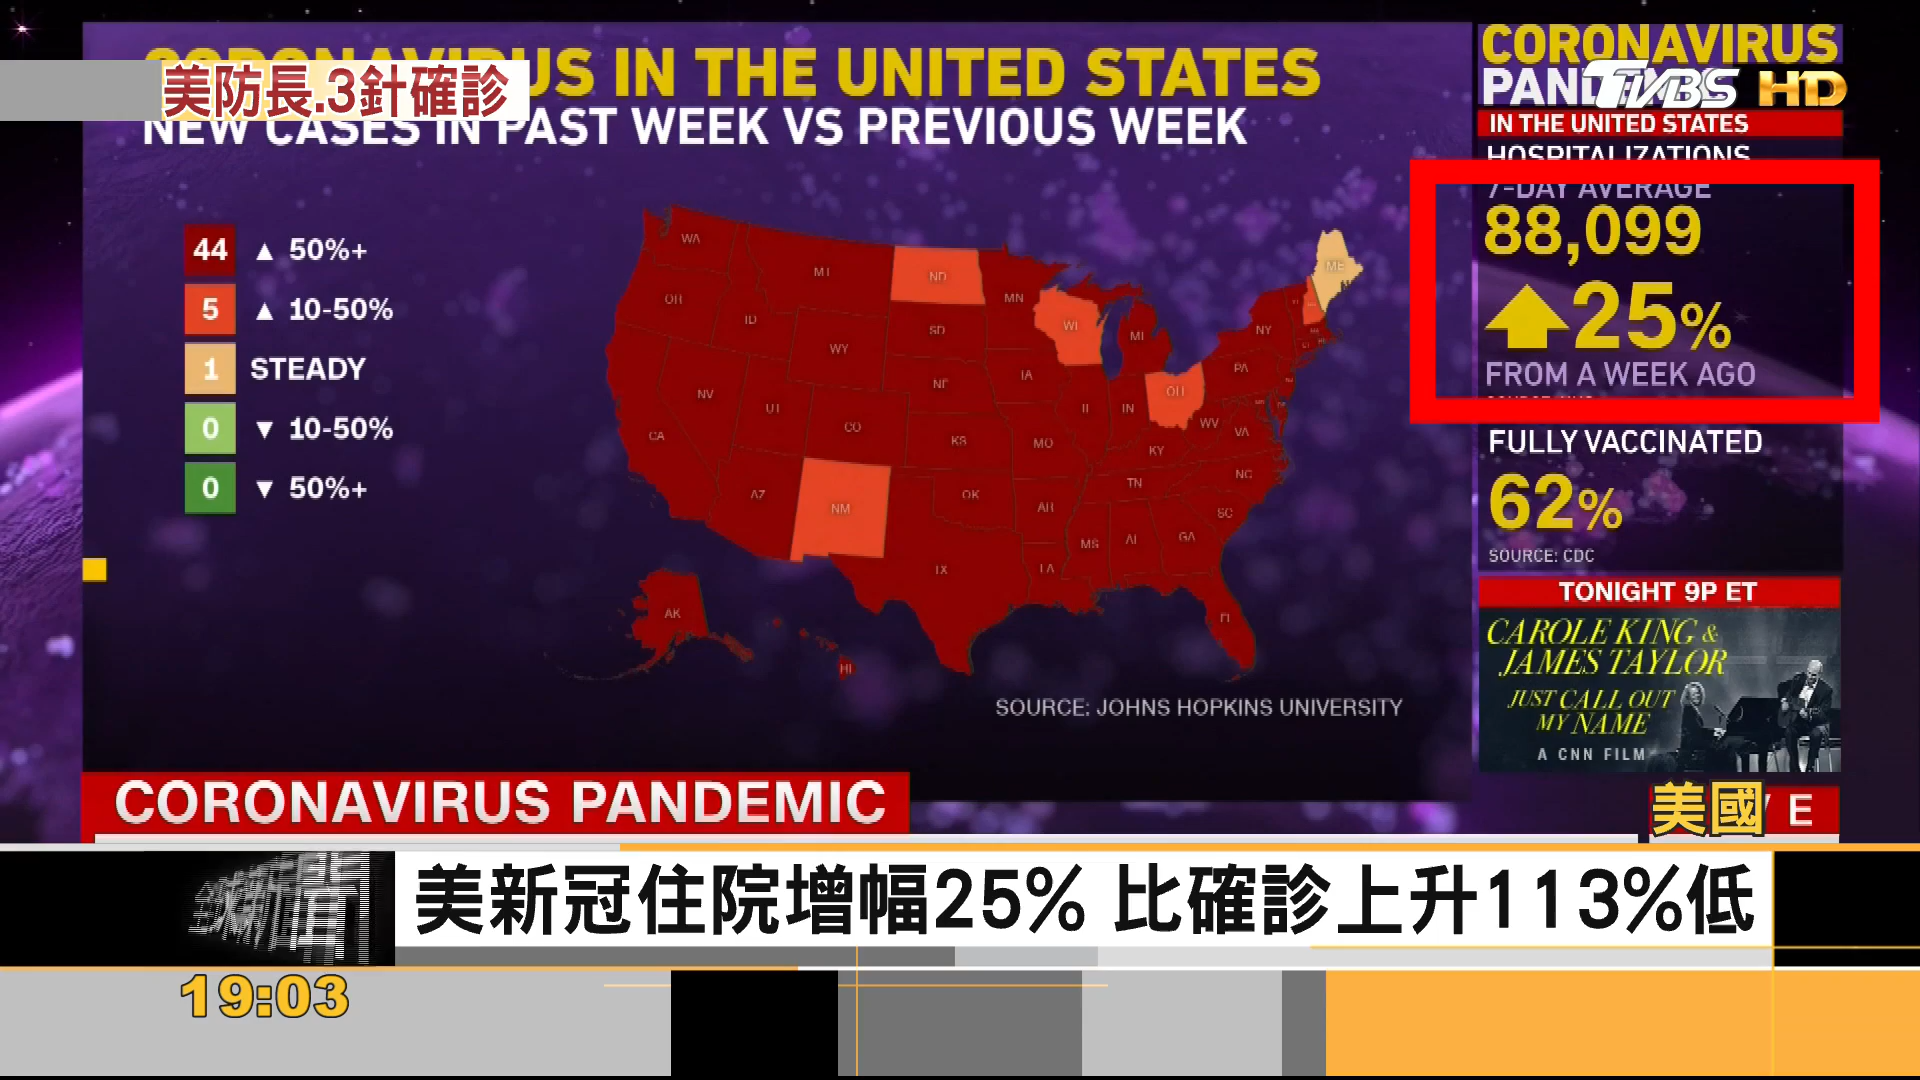 CORONAVIRUS IN THE UNITED STATES
美防長.3針確診
NEW CASES IN PAST WEEK VS PREVIOUS WEEK
44 ▲ 50%+
5 ▲ 10-50%
1 STEADY
0 ▼ 10-50%
0 ▼ 50%+
WA
OR
CA
NV
ID
MT
WY
UT
AZ
CO
NM
ND
SD
NE
KS
OK
TX
MN
IA
MO
AR
LA
WI
IL
MI
IN
OH
KY
TN
MS
AL
GA
FL
SC
NC
VA
WV
PA
NY
ME
AK
HI
SOURCE: JOHNS HOPKINS UNIVERSITY
CORONAVIRUS
PANDEMIC
TVBS HD
IN THE UNITED STATES
HOSPITALIZATIONS
7-DAY AVERAGE
88,099
25%
FROM A WEEK AGO
FULLY VACCINATED
62%
SOURCE: CDC
TONIGHT 9P ET
CAROLE KING &
JAMES TAYLOR
JUST CALL OUT
MY NAME
A CNN FILM
CORONAVIRUS PANDEMIC
美國
全球新聞
美新冠住院增幅25% 比確診上升113%低
19:03